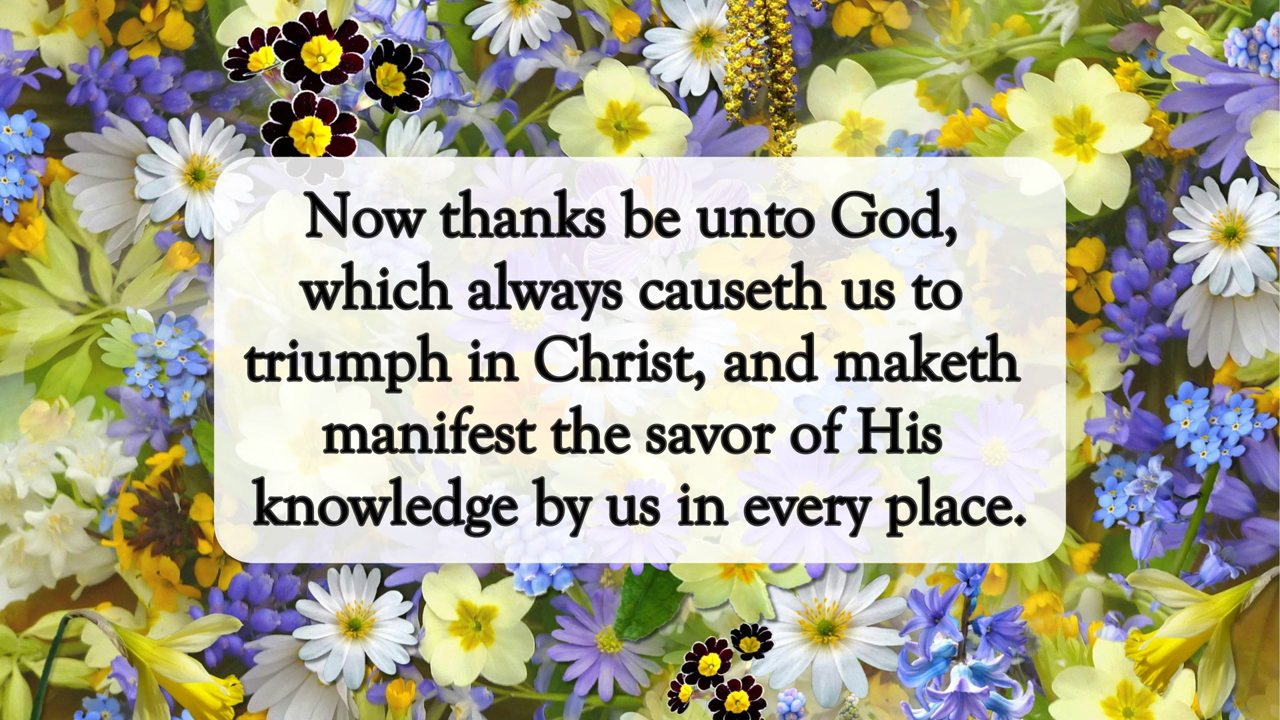 Now thanks be unto God,
which always causeth us to
triumph in Christ, and maketh
manifest the savor of His
knowledge by us in every place.